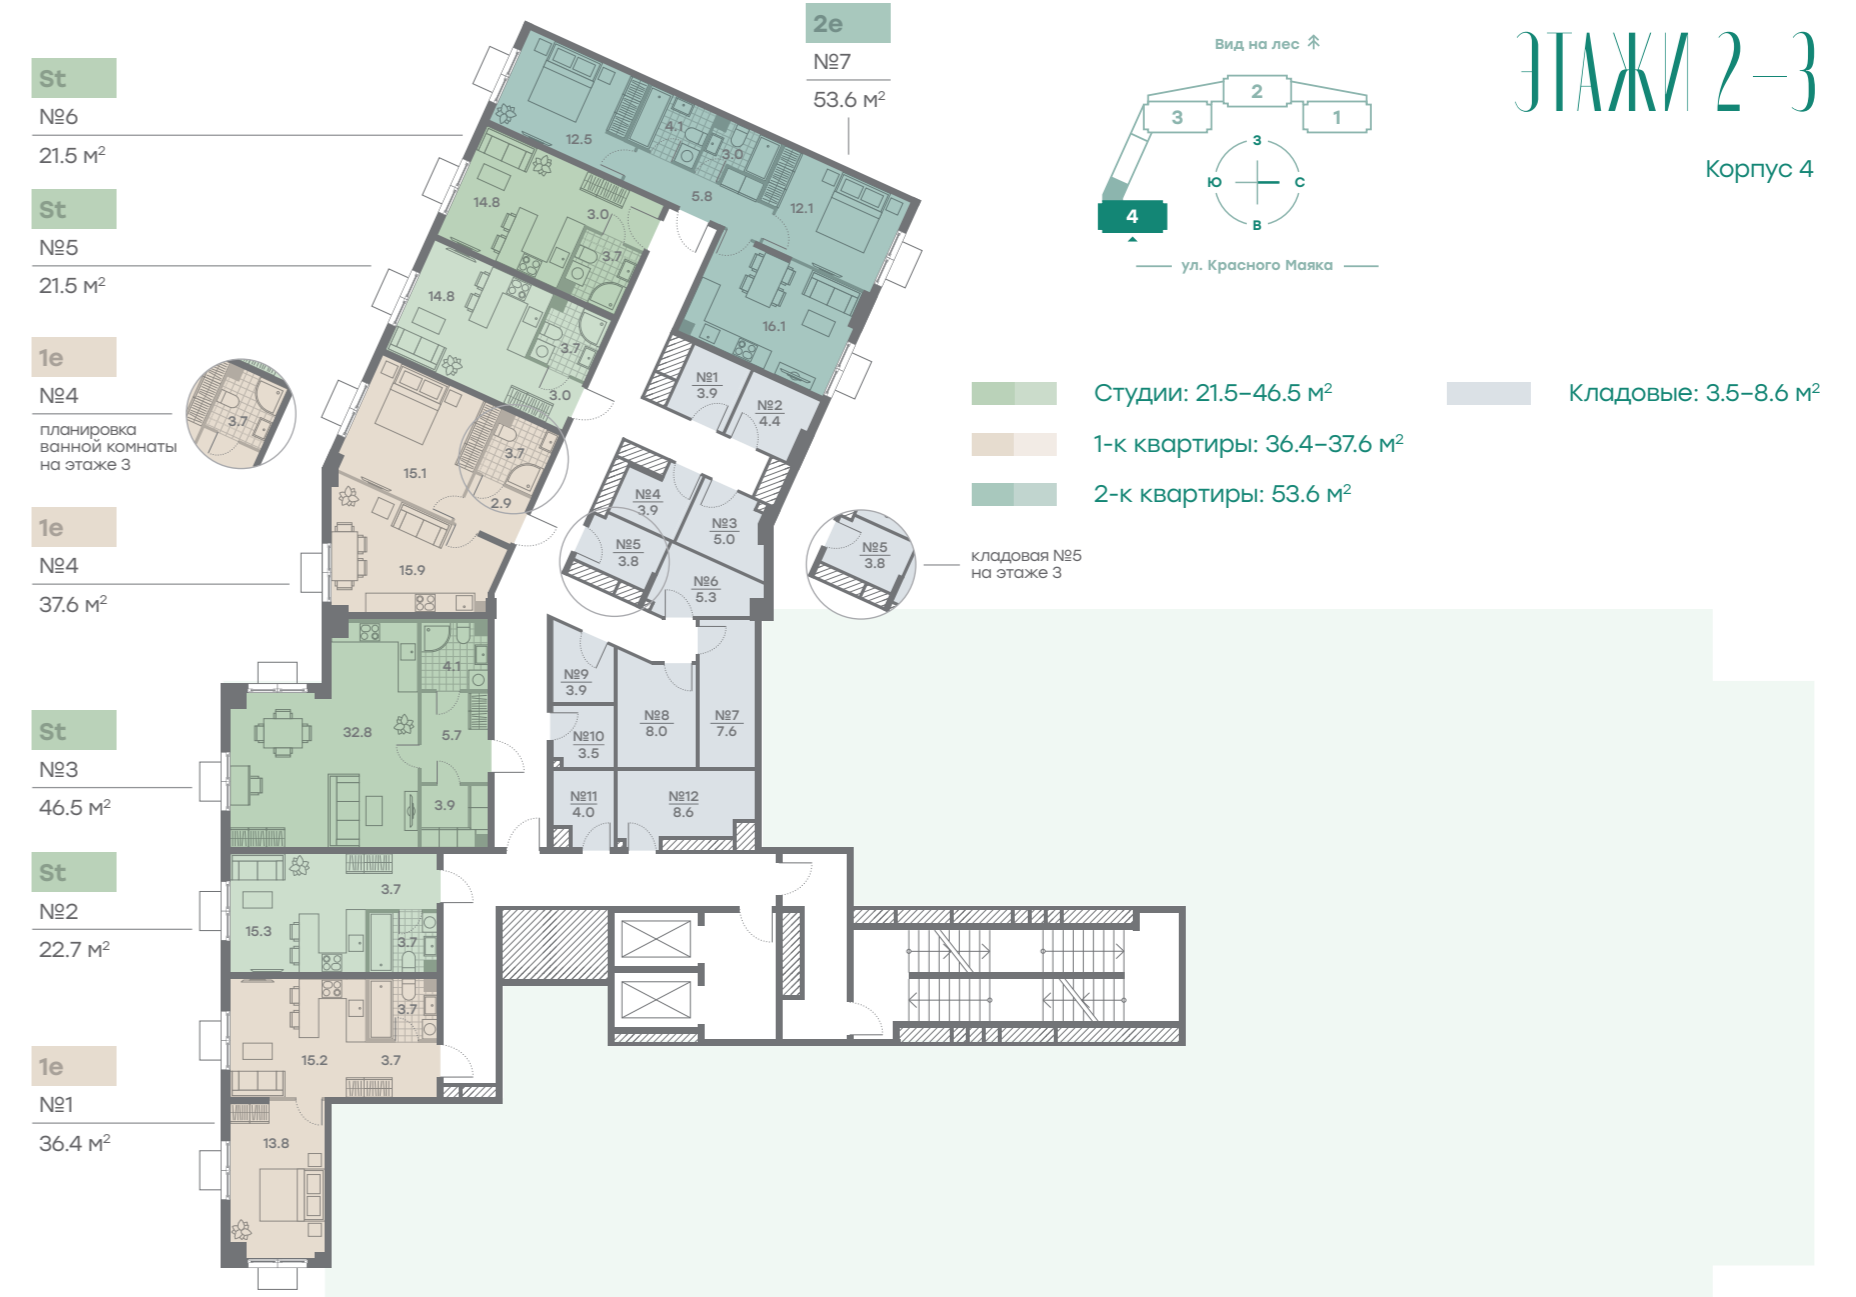 ЭТАЖИ 2–3
Корпус 4
Вид на лес
2
3
1
4
З
Ю
С
В
ул. Красного Маяка
Студии: 21.5–46.5 м²
1-к квартиры: 36.4–37.6 м²
2-к квартиры: 53.6 м²
Кладовые: 3.5–8.6 м²
2е
№7
53.6 м²
St
№6
21.5 м²
St
№5
21.5 м²
1е
№4
планировка
ванной комнаты
на этаже 3
3.7
1е
№4
37.6 м²
St
№3
46.5 м²
St
№2
22.7 м²
1е
№1
36.4 м²
12.5
4.1
3.0
5.8
12.1
16.1
14.8
3.0
3.7
14.8
3.7
3.0
15.1
3.7
2.9
15.9
32.8
4.1
5.7
3.9
15.3
3.7
3.7
3.7
15.2
3.7
13.8
№1
3.9
№2
4.4
№4
3.9
№3
5.0
№5
3.8
№6
5.3
№5
3.8
кладовая №5
на этаже 3
№9
3.9
№8
8.0
№7
7.6
№10
3.5
№11
4.0
№12
8.6